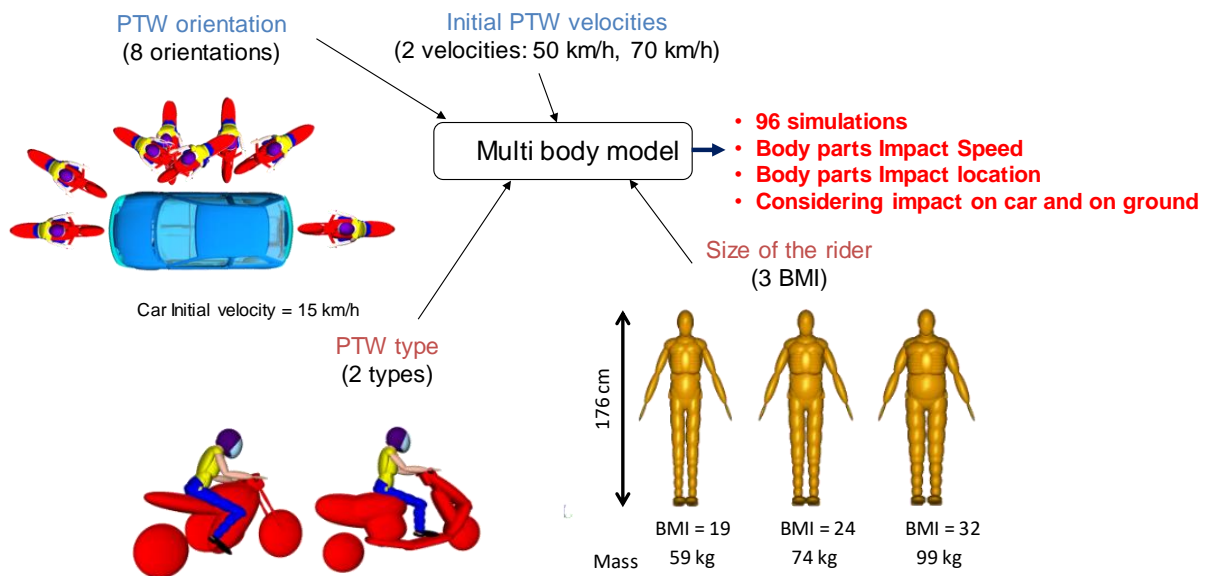 PTW orientation
(8 orientations)
Initial PTW velocities
(2 velocities: 50 km/h, 70 km/h)
Multi body model
• 96 simulations
• Body parts Impact Speed
• Body parts Impact location
• Considering impact on car and on ground
Size of the rider
(3 BMI)
Car Initial velocity = 15 km/h
PTW type
(2 types)
176 cm
BMI = 19 BMI = 24 BMI = 32
Mass 59 kg 74 kg 99 kg